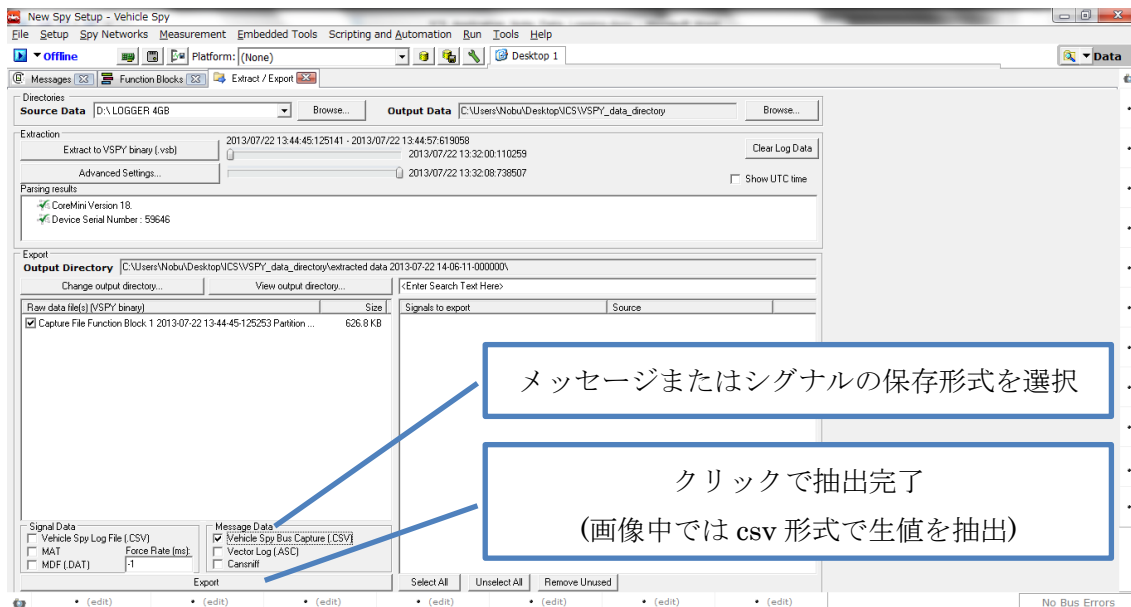 New Spy Setup - Vehicle Spy
File Setup Spy Networks Measurement Embedded Tools Scripting and Automation Run Tools Help
Offline Platform: (None) Desktop 1 Data
Messages Function Blocks Extract / Export
Directories
Source Data D:\ LOGGER 4GB Browse... Output Data C:\Users\Nobu\Desktop\ICS\VSPY_data_directory Browse...
Extraction
2013/07/22 13:44:45:125141 - 2013/07/22 13:44:57:619058
Extract to VSPY binary (.vsb) 2013/07/22 13:32:00:110259 Clear Log Data
Advanced Settings... 2013/07/22 13:32:08:738507 Show UTC time
Parsing results
CoreMini Version 18.
Device Serial Number : 59646
Export
Output Directory C:\Users\Nobu\Desktop\ICS\VSPY_data_directory\extracted data 2013-07-22 14-06-11-000000\
Change output directory... View output directory... <Enter Search Text Here>
Raw data file(s) (VSPY binary) Size Signals to export Source
Capture File Function Block 1 2013-07-22 13-44-45-125253 Partition ... 626.8 KB
メッセージまたはシグナルの保存形式を選択
クリックで抽出完了
(画像中では csv 形式で生値を抽出)
Signal Data Message Data
Vehicle Spy Log File (.CSV) Vehicle Spy Bus Capture (.CSV)
MAT Force Rate (ms): Vector Log (.ASC)
MDF (.DAT) -1 Cansniff
Export Select All Unselect All Remove Unused
(edit) (edit) (edit) (edit) (edit) (edit) (edit) No Bus Errors